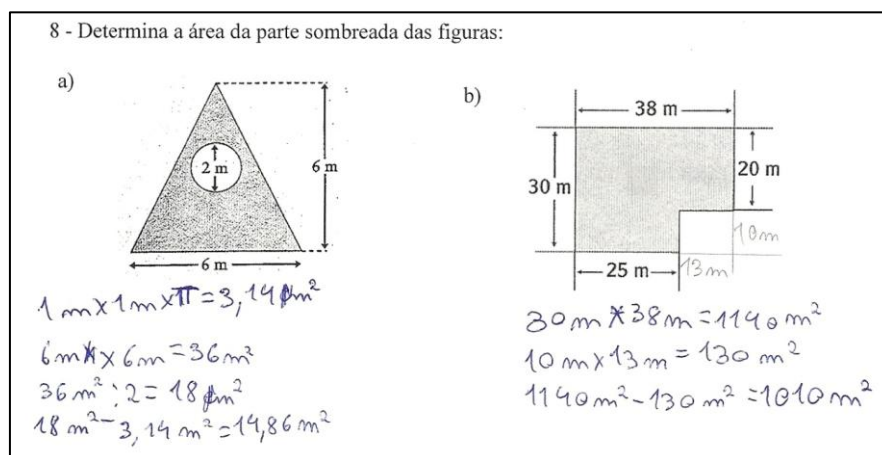 8 - Determina a área da parte sombreada das figuras:
a)
2 m
6 m
6 m
1 m x 1 m x π = 3,14 m²
6 m x 6 m = 36 m²
36 m² : 2 = 18 m²
18 m² - 3,14 m² = 14,86 m²
b)
38 m
30 m
20 m
10 m
25 m
13 m
30 m x 38 m = 1140 m²
10 m x 13 m = 130 m²
1140 m² - 130 m² = 1010 m²